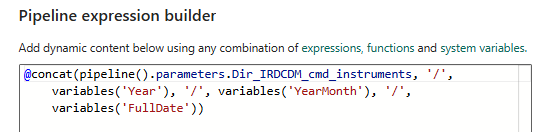 Pipeline expression builder
Add dynamic content below using any combination of expressions, functions and system variables.
@concat(pipeline().parameters.Dir_IRDCDM_cmd_instruments, '/',
variables('Year'), '/', variables('YearMonth'), '/',
variables('FullDate'))